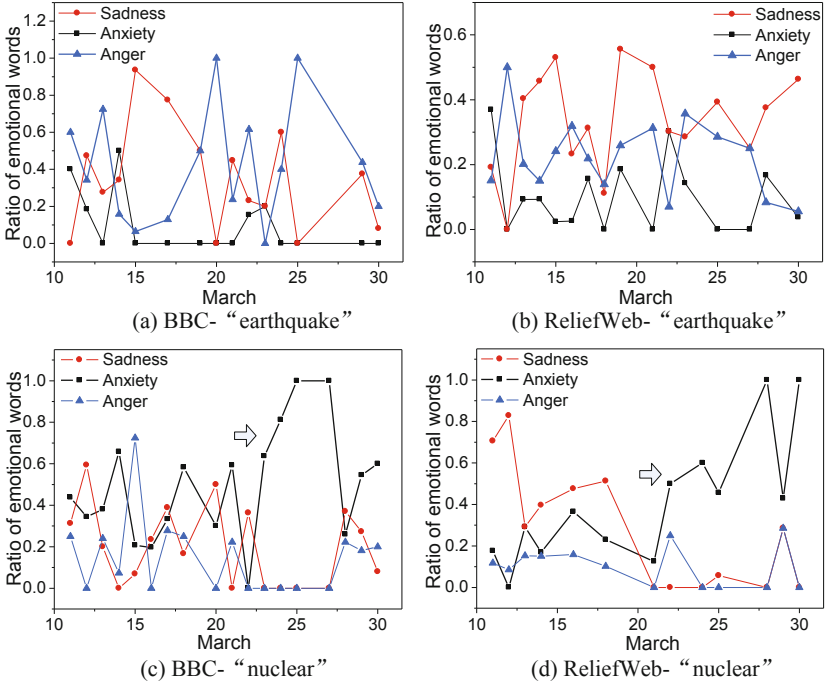 Sadness
Anxiety
Anger
Ratio of emotional words
1.2
1.0
0.8
0.6
0.4
0.2
0.0
10 15 20 25 30
March
(a) BBC-“earthquake”
Sadness
Anxiety
Anger
Ratio of emotional words
0.6
0.4
0.2
0.0
10 15 20 25 30
March
(b) ReliefWeb-“earthquake”
Sadness
Anxiety
Anger
Ratio of emotional words
1.0
0.8
0.6
0.4
0.2
0.0
10 15 20 25 30
March
(c) BBC-“nuclear”
Sadness
Anxiety
Anger
Ratio of emotional words
1.0
0.8
0.6
0.4
0.2
0.0
10 15 20 25 30
March
(d) ReliefWeb-“nuclear”